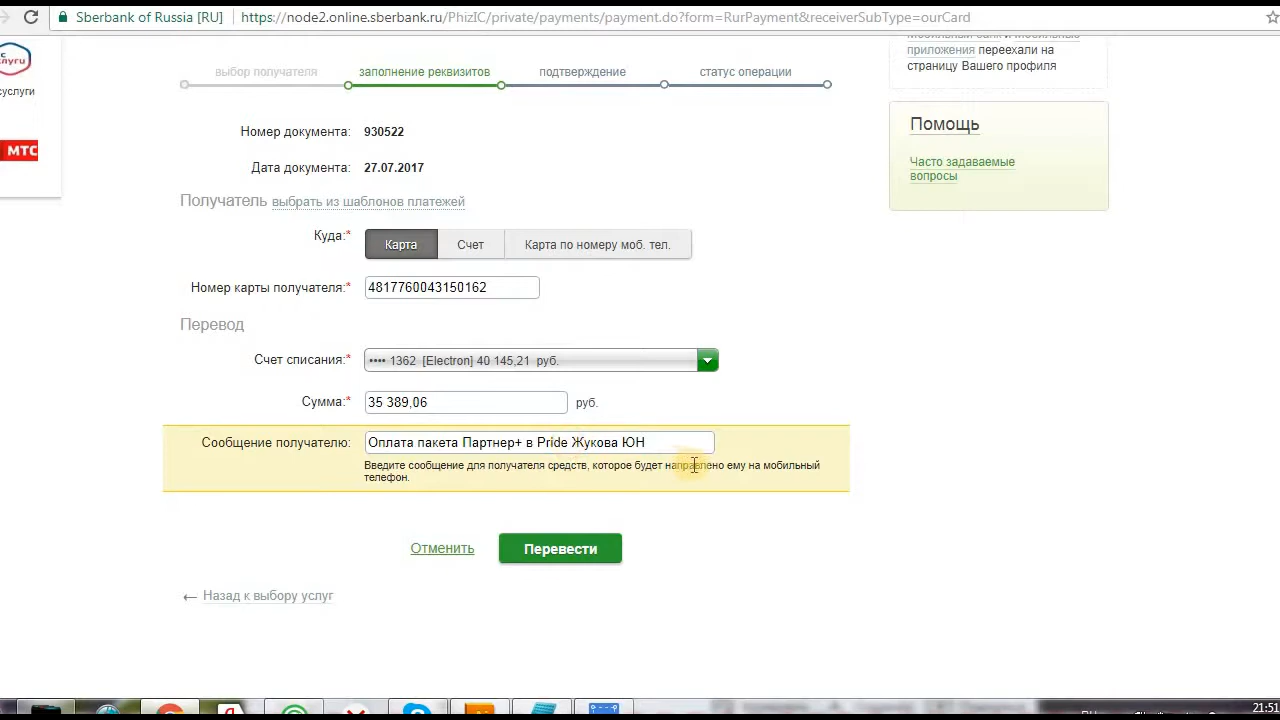 Sberbank of Russia [RU]
https://node2.online.sberbank.ru/PhizIC/private/payments/payment.do?form=RurPayment&receiverSubType=ourCard
приложения переехали на
страницу Вашего профиля
Помощь
Часто задаваемые
вопросы
МТС
выбор получателя
заполнение реквизитов
подтверждение
статус операции
Номер документа: 930522
Дата документа: 27.07.2017
Получатель выбрать из шаблонов платежей
Куда:* Карта Счет Карта по номеру моб. тел.
Номер карты получателя:* 4817760043150162
Перевод
Счет списания:* •••• 1362 [Electron] 40 145,21 руб.
Сумма:* 35 389,06 руб.
Сообщение получателю: Оплата пакета Партнер+ в Pride Жукова ЮН
Введите сообщение для получателя средств, которое будет направлено ему на мобильный
телефон.
Отменить Перевести
← Назад к выбору услуг
21:51